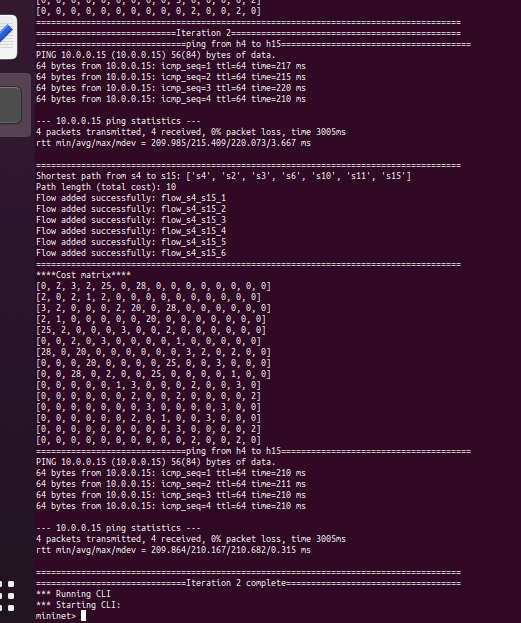 [0, 0, 0, 0, 0, 0, 0, 0, 0, 0, 0, 3, 0, 0, 0, 0, 2]
[0, 0, 0, 0, 0, 0, 0, 0, 0, 0, 2, 0, 0, 2, 0]
=====================================================================================
============================Iteration 2==============================================
==============================ping from h4 to h15======================================
PING 10.0.0.15 (10.0.0.15) 56(84) bytes of data.
64 bytes from 10.0.0.15: icmp_seq=1 ttl=64 time=217 ms
64 bytes from 10.0.0.15: icmp_seq=2 ttl=64 time=215 ms
64 bytes from 10.0.0.15: icmp_seq=3 ttl=64 time=220 ms
64 bytes from 10.0.0.15: icmp_seq=4 ttl=64 time=210 ms
--- 10.0.0.15 ping statistics ---
4 packets transmitted, 4 received, 0% packet loss, time 3005ms
rtt min/avg/max/mdev = 209.985/215.409/220.073/3.667 ms
=====================================================================================
Shortest path from s4 to s15: ['s4', 's2', 's3', 's6', 's10', 's11', 's15']
Path length (total cost): 10
Flow added successfully: flow_s4_s15_1
Flow added successfully: flow_s4_s15_2
Flow added successfully: flow_s4_s15_3
Flow added successfully: flow_s4_s15_4
Flow added successfully: flow_s4_s15_5
Flow added successfully: flow_s4_s15_6
=====================================================================================
****Cost matrix****
[0, 2, 3, 2, 25, 0, 28, 0, 0, 0, 0, 0, 0, 0, 0]
[2, 0, 2, 1, 2, 0, 0, 0, 0, 0, 0, 0, 0, 0, 0]
[3, 2, 0, 0, 0, 2, 20, 0, 28, 0, 0, 0, 0, 0, 0]
[2, 1, 0, 0, 0, 0, 0, 20, 0, 0, 0, 0, 0, 0, 0]
[25, 2, 0, 0, 0, 3, 0, 0, 2, 0, 0, 0, 0, 0, 0]
[0, 0, 2, 0, 3, 0, 0, 0, 0, 1, 0, 0, 0, 0, 0]
[28, 0, 20, 0, 0, 0, 0, 0, 0, 3, 2, 0, 2, 0, 0]
[0, 0, 0, 20, 0, 0, 0, 0, 25, 0, 0, 3, 0, 0, 0]
[0, 0, 28, 0, 2, 0, 0, 25, 0, 0, 0, 0, 1, 0, 0]
[0, 0, 0, 0, 0, 1, 3, 0, 0, 0, 2, 0, 0, 3, 0]
[0, 0, 0, 0, 0, 0, 2, 0, 0, 2, 0, 0, 0, 0, 2]
[0, 0, 0, 0, 0, 0, 0, 3, 0, 0, 0, 0, 3, 0, 0]
[0, 0, 0, 0, 0, 0, 2, 0, 1, 0, 0, 3, 0, 0, 0]
[0, 0, 0, 0, 0, 0, 0, 0, 0, 3, 0, 0, 0, 0, 2]
[0, 0, 0, 0, 0, 0, 0, 0, 0, 0, 2, 0, 0, 2, 0]
==============================ping from h4 to h15======================================
PING 10.0.0.15 (10.0.0.15) 56(84) bytes of data.
64 bytes from 10.0.0.15: icmp_seq=1 ttl=64 time=210 ms
64 bytes from 10.0.0.15: icmp_seq=2 ttl=64 time=211 ms
64 bytes from 10.0.0.15: icmp_seq=3 ttl=64 time=210 ms
64 bytes from 10.0.0.15: icmp_seq=4 ttl=64 time=210 ms
--- 10.0.0.15 ping statistics ---
4 packets transmitted, 4 received, 0% packet loss, time 3005ms
rtt min/avg/max/mdev = 209.864/210.167/210.682/0.315 ms
=====================================================================================
==============================Iteration 2 complete===================================
*** Running CLI
*** Starting CLI:
mininet>